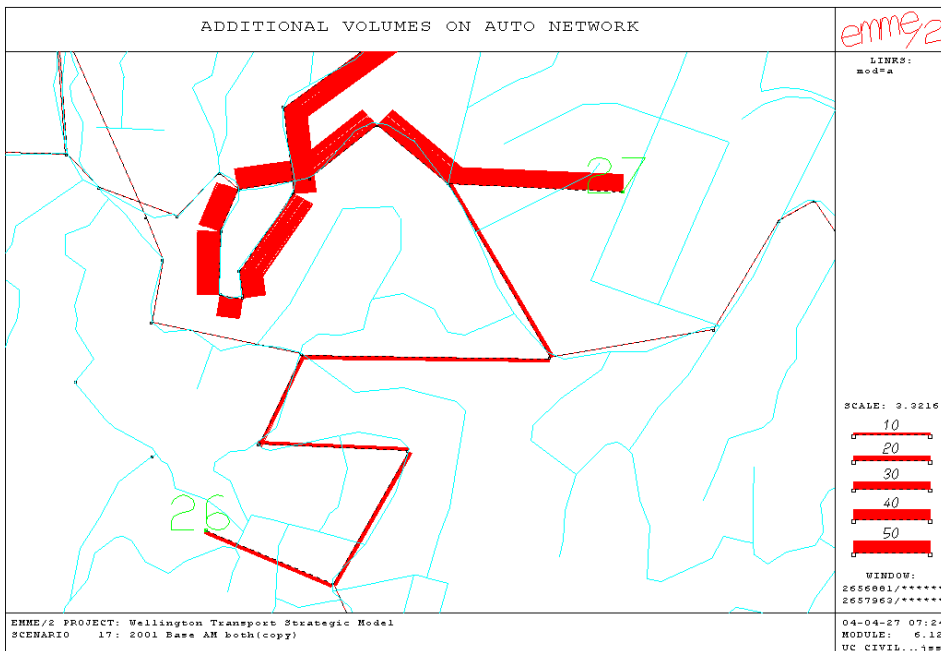 ADDITIONAL VOLUMES ON AUTO NETWORK
emme/2
LINKS:
mod=a
27
26
SCALE: 3.3216
10
20
30
40
50
WINDOW:
2656881/******
2657963/******
EMME/2 PROJECT: Wellington Transport Strategic Model
SCENARIO 17: 2001 Base AM both(copy)
04-04-27 07:24
MODULE: 6.12
UC CIVIL...